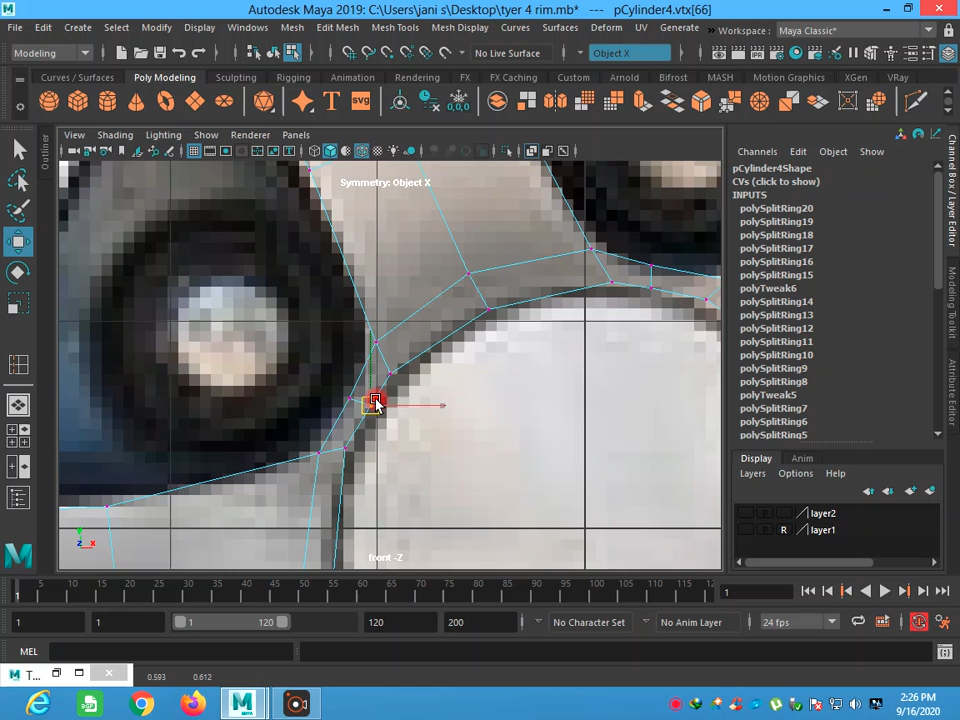 Autodesk Maya 2019: C:\Users\jani s\Desktop\tyer 4 rim.mb*   ---   pCylinder4.vtx[66]
File Edit Create Select Modify Display Windows Mesh Edit Mesh Mesh Tools Mesh Display Curves Surfaces Deform UV Generate Workspace : Maya Classic*
Modeling No Live Surface Object X
Curves / Surfaces Poly Modeling Sculpting Rigging Animation Rendering FX FX Caching Custom Arnold Bifrost MASH Motion Graphics XGen VRay
T svg 0,0,0
View Shading Lighting Show Renderer Panels
Symmetry: Object X
front -Z
y
z x
Outliner
Channels Edit Object Show
pCylinder4Shape
CVs (click to show)
INPUTS
polySplitRing20
polySplitRing19
polySplitRing18
polySplitRing17
polySplitRing16
polySplitRing15
polyTweak6
polySplitRing14
polySplitRing13
polySplitRing12
polySplitRing11
polySplitRing10
polySplitRing9
polySplitRing8
polyTweak5
polySplitRing7
polySplitRing6
polySplitRing5
Display Anim
Layers Options Help
P layer2
P R layer1
Channel Box / Layer Editor
Modeling Toolkit
Attribute Editor
5 10 15 20 25 30 35 40 45 50 55 60 65 70 75 80 85 90 95 100 105 110 115 12
1 1
1 1 1 120 120 200 No Character Set No Anim Layer 24 fps
MEL
T... 0.593 0.612
2:26 PM
9/16/2020